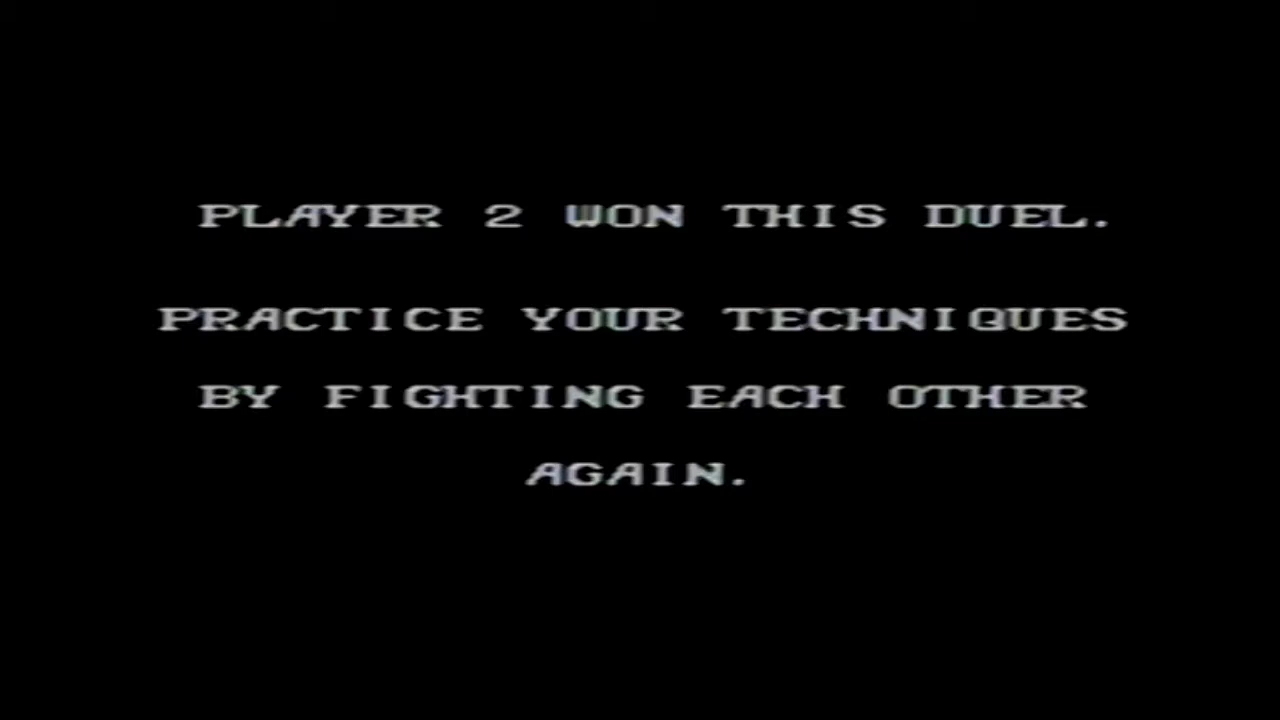 PLAYER 2 WON THIS DUEL.
PRACTICE YOUR TECHNIQUES
BY FIGHTING EACH OTHER
AGAIN.